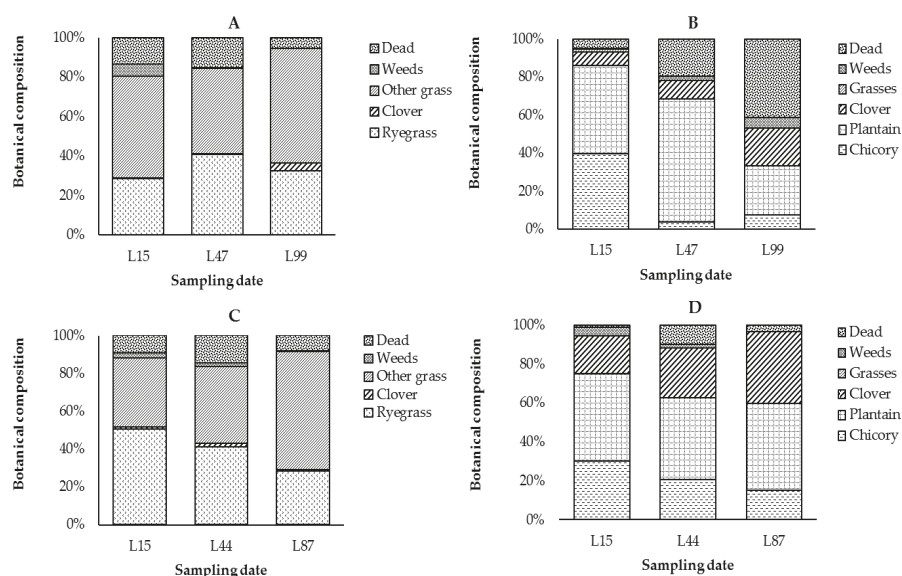 A
Botanical composition
100%
80%
60%
40%
20%
0%
L15 L47 L99
Sampling date
Dead
Weeds
Other grass
Clover
Ryegrass
B
Botanical composition
100%
80%
60%
40%
20%
0%
L15 L47 L99
Sampling date
Dead
Weeds
Grasses
Clover
Plantain
Chicory
C
Botanical composition
100%
80%
60%
40%
20%
0%
L15 L44 L87
Sampling date
Dead
Weeds
Other grass
Clover
Ryegrass
D
Botanical composition
100%
80%
60%
40%
20%
0%
L15 L44 L87
Sampling date
Dead
Weeds
Grasses
Clover
Plantain
Chicory